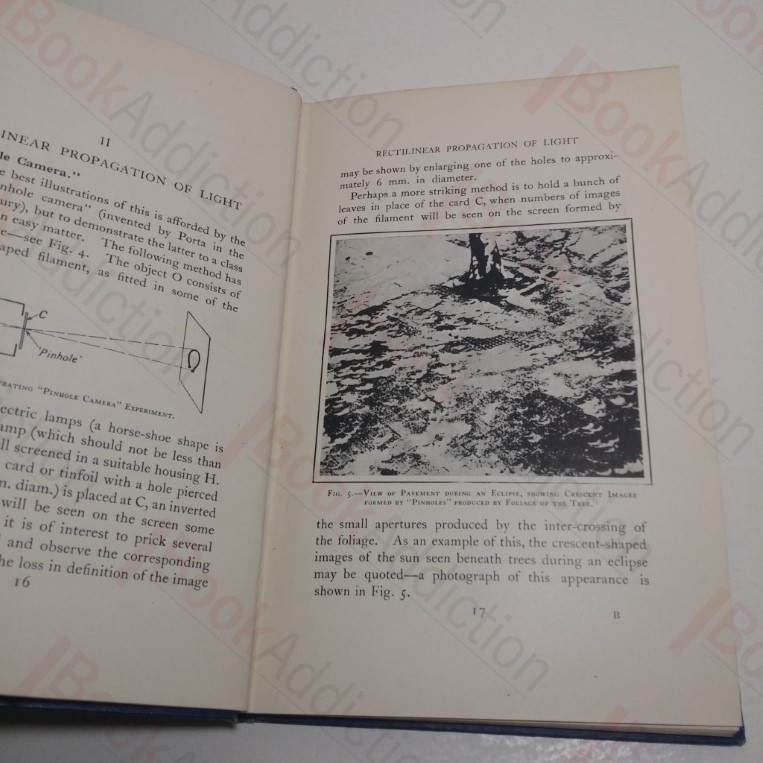 II
INEAR PROPAGATION OF LIGHT
le Camera."
e best illustrations of this is afforded by the
nhole camera" (invented by Porta in the
ury), but to demonstrate the latter to a class
n easy matter. The following method has
e—see Fig. 4. The object O consists of
aped filament, as fitted in some of the
C
'Pinhole'
RATING "PINHOLE CAMERA" EXPERIMENT.
ectric lamps (a horse-shoe shape is
amp (which should not be less than
ll screened in a suitable housing H.
card or tinfoil with a hole pierced
m. diam.) is placed at C, an inverted
will be seen on the screen some
it is of interest to prick several
and observe the corresponding
he loss in definition of the image
16
RECTILINEAR PROPAGATION OF LIGHT
may be shown by enlarging one of the holes to approxi-
mately 6 mm. in diameter.
Perhaps a more striking method is to hold a bunch of
leaves in place of the card C, when numbers of images
of the filament will be seen on the screen formed by
FIG. 5.—VIEW OF PAVEMENT DURING AN ECLIPSE, SHOWING CRESCENT IMAGES
FORMED BY "PINHOLES" PRODUCED BY FOLIAGE OF THE TREE.
the small apertures produced by the inter-crossing of
the foliage. As an example of this, the crescent-shaped
images of the sun seen beneath trees during an eclipse
may be quoted—a photograph of this appearance is
shown in Fig. 5.
17
B
BookAddiction